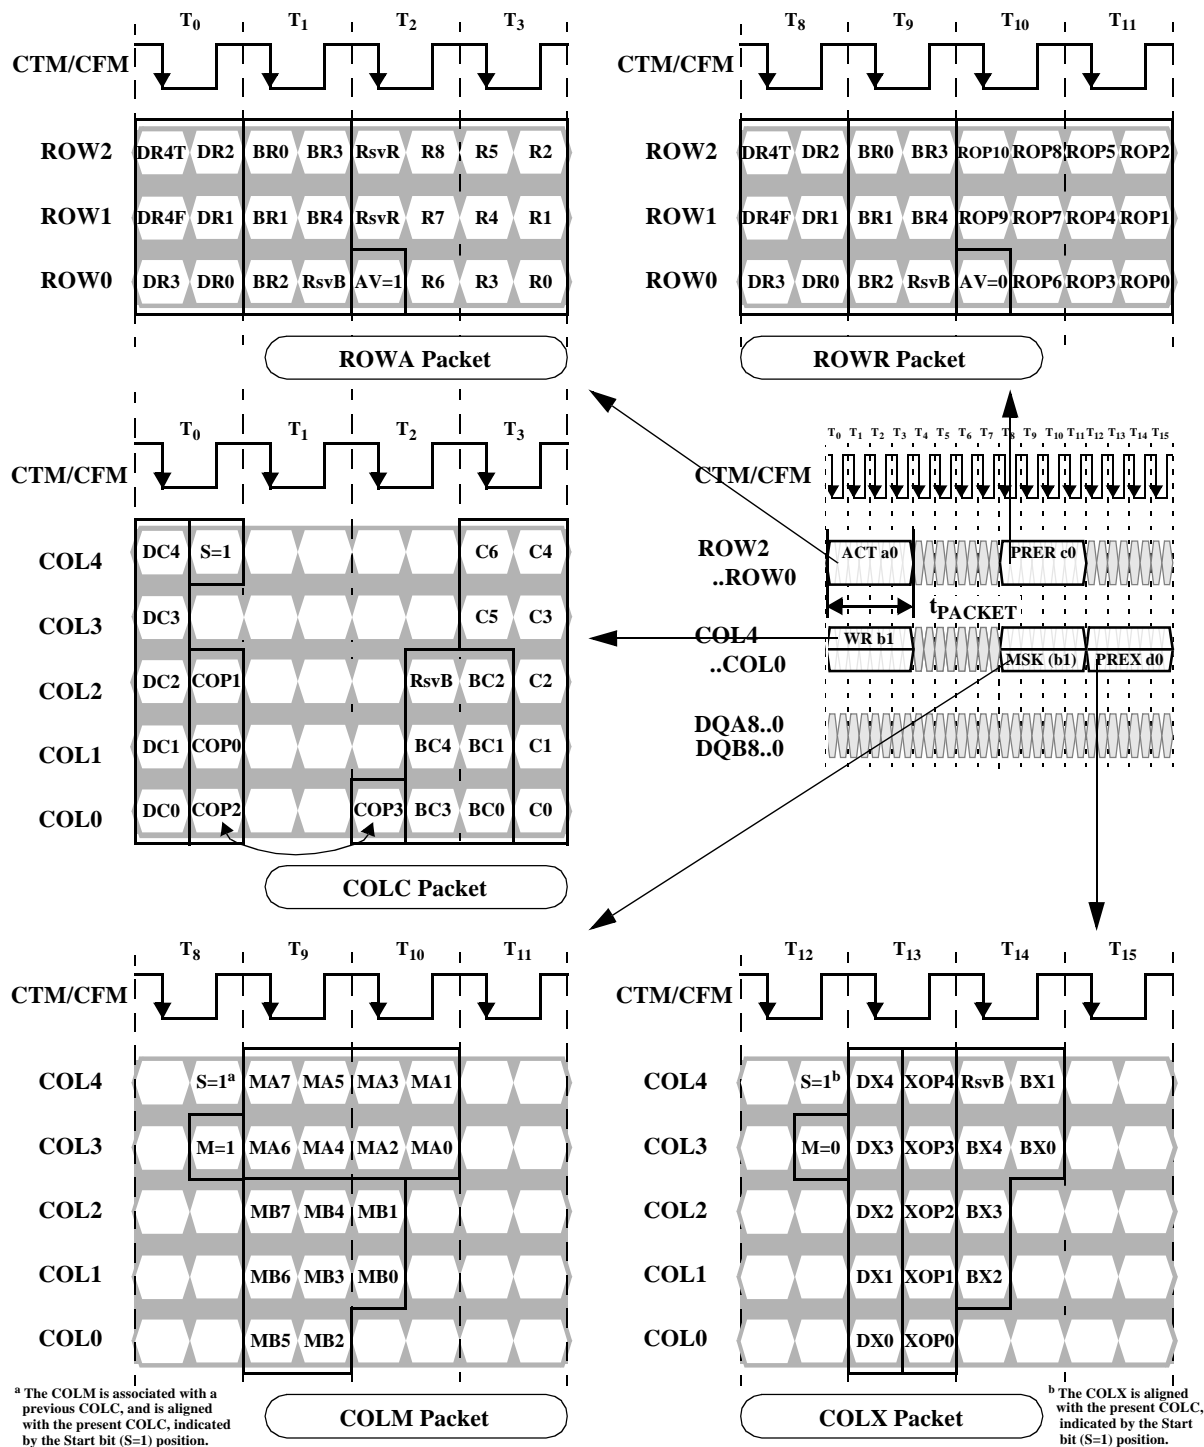 T0 T1 T2 T3
CTM/CFM
ROW2 DR4T DR2 BR0 BR3 RsvR R8 R5 R2
ROW1 DR4F DR1 BR1 BR4 RsvR R7 R4 R1
ROW0 DR3 DR0 BR2 RsvB AV=1 R6 R3 R0
ROWA Packet
T8 T9 T10 T11
CTM/CFM
ROW2 DR4T DR2 BR0 BR3 ROP10 ROP8 ROP5 ROP2
ROW1 DR4F DR1 BR1 BR4 ROP9 ROP7 ROP4 ROP1
ROW0 DR3 DR0 BR2 RsvB AV=0 ROP6 ROP3 ROP0
ROWR Packet
T0 T1 T2 T3
CTM/CFM
COL4 DC4 S=1 C6 C4
COL3 DC3 C5 C3
COL2 DC2 COP1 RsvB BC2 C2
COL1 DC1 COP0 BC4 BC1 C1
COL0 DC0 COP2 COP3 BC3 BC0 C0
COLC Packet
T0 T1 T2 T3 T4 T5 T6 T7 T8 T9 T10 T11 T12 T13 T14 T15
CTM/CFM
ROW2 ACT a0 PRER c0
..ROW0
tPACKET
COL4 WR b1
..COL0 MSK (b1) PREX d0
DQA8..0
DQB8..0
T8 T9 T10 T11
CTM/CFM
COL4 S=1a MA7 MA5 MA3 MA1
COL3 M=1 MA6 MA4 MA2 MA0
COL2 MB7 MB4 MB1
COL1 MB6 MB3 MB0
COL0 MB5 MB2
a The COLM is associated with a
previous COLC, and is aligned
with the present COLC, indicated
by the Start bit (S=1) position.
COLM Packet
T12 T13 T14 T15
CTM/CFM
COL4 S=1b DX4 XOP4 RsvB BX1
COL3 M=0 DX3 XOP3 BX4 BX0
COL2 DX2 XOP2 BX3
COL1 DX1 XOP1 BX2
COL0 DX0 XOP0
COLX Packet
b The COLX is aligned
with the present COLC,
indicated by the Start
bit (S=1) position.